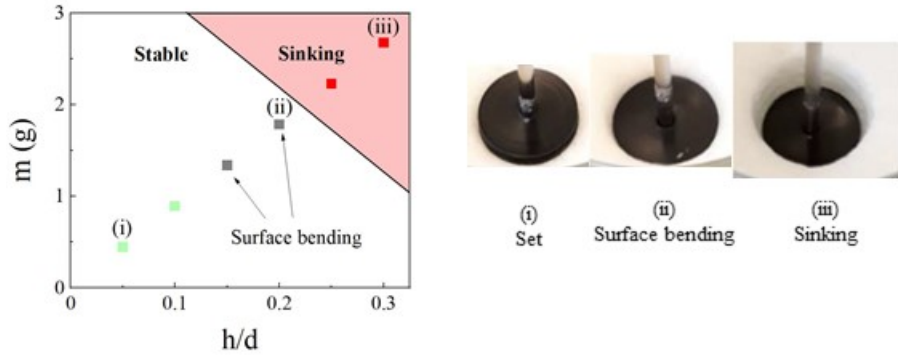 3
2
1
0
m (g)
Stable
Sinking
(iii)
(ii)
(i)
Surface bending
0
0.1
0.2
0.3
h/d
(i)
Set
(ii)
Surface bending
(iii)
Sinking